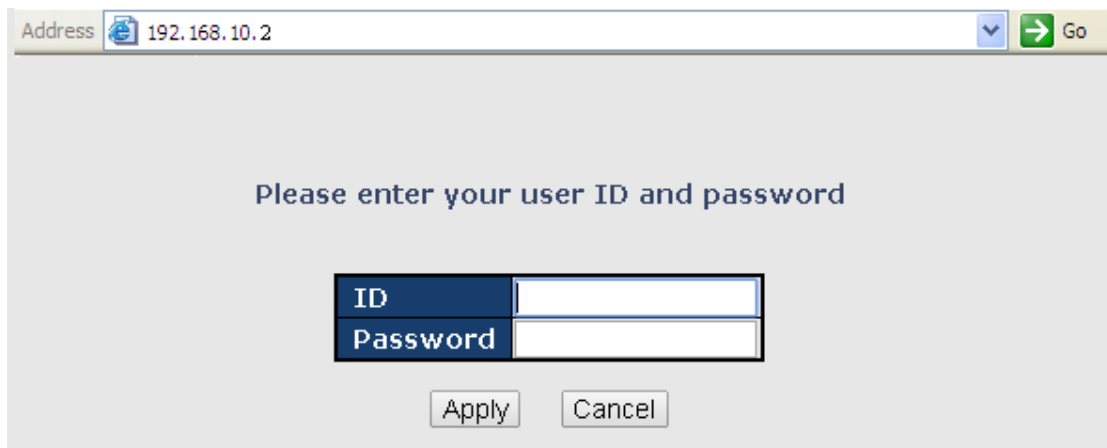 Address 192.168.10.2 Go
Please enter your user ID and password
ID
Password
Apply Cancel